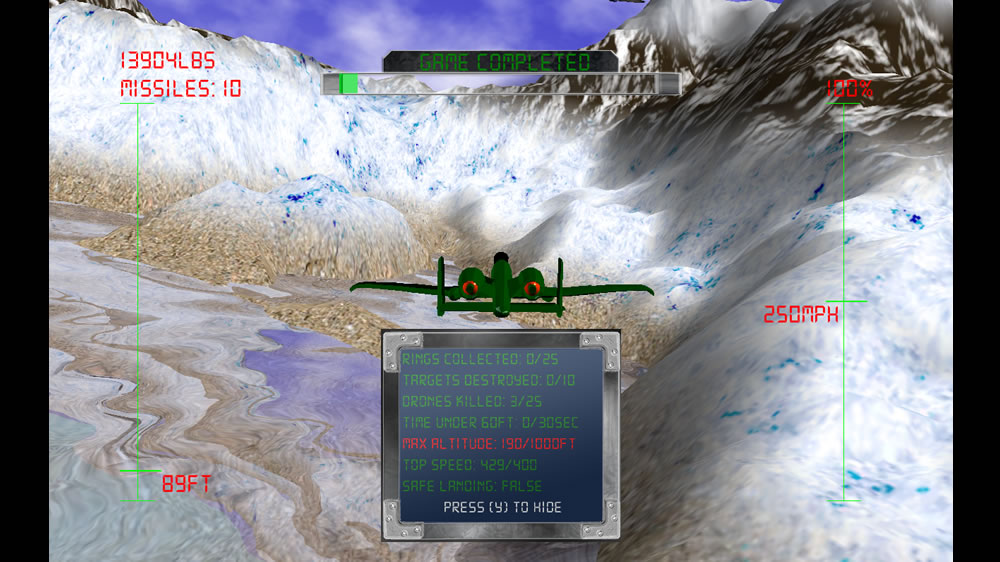 13904LBS
GAME COMPLETED
MISSILES: 10
100%
250MPH
RINGS COLLECTED: 0/25
TARGETS DESTROYED: 0/10
DRONES KILLED: 3/25
TIME UNDER 60FT: 0/30SEC
MAX ALTITUDE: 190/1000FT
TOP SPEED: 429/400
SAFE LANDING: FALSE
PRESS (Y) TO HIDE
89FT